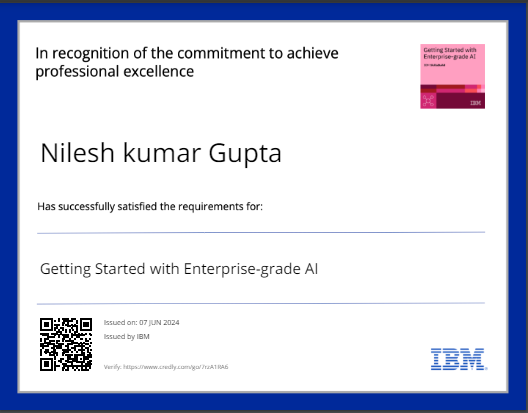 In recognition of the commitment to achieve
professional excellence
Getting Started with
Enterprise-grade AI
IBM
Nilesh kumar Gupta
Has successfully satisfied the requirements for:
Getting Started with Enterprise-grade AI
Issued on: 07 JUN 2024
Issued by IBM
Verify: https://www.credly.com/go/
IBM